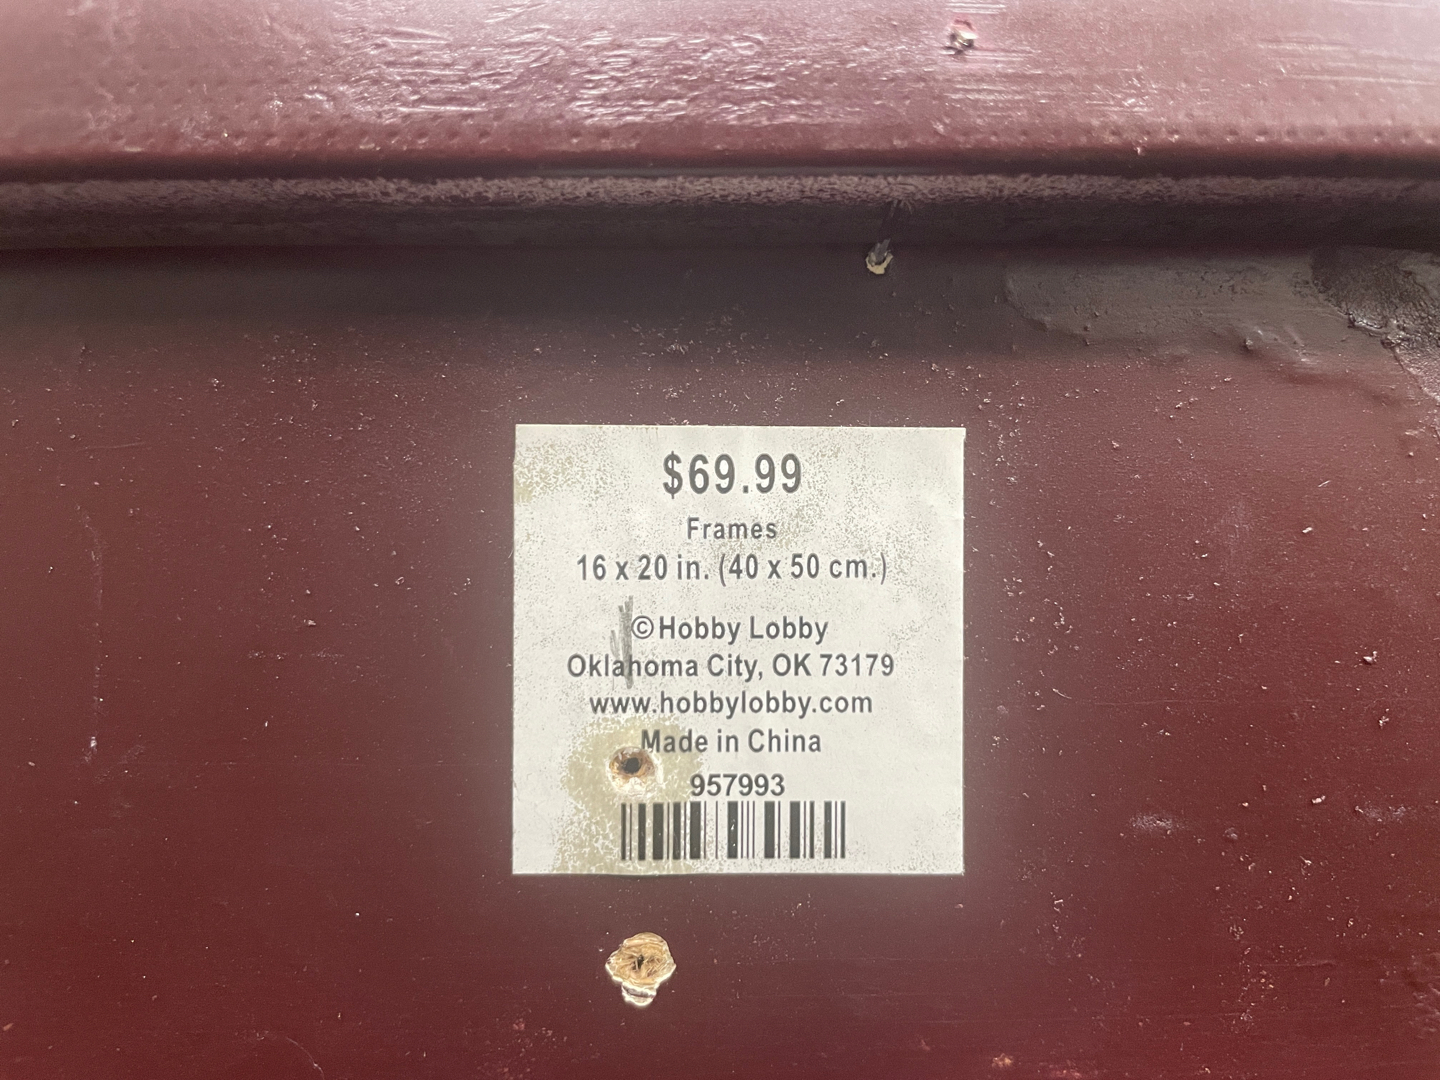 $69.99
Frames
16 x 20 in. (40 x 50 cm.)
©Hobby Lobby
Oklahoma City, OK 73179
www.hobbylobby.com
Made in China
957993